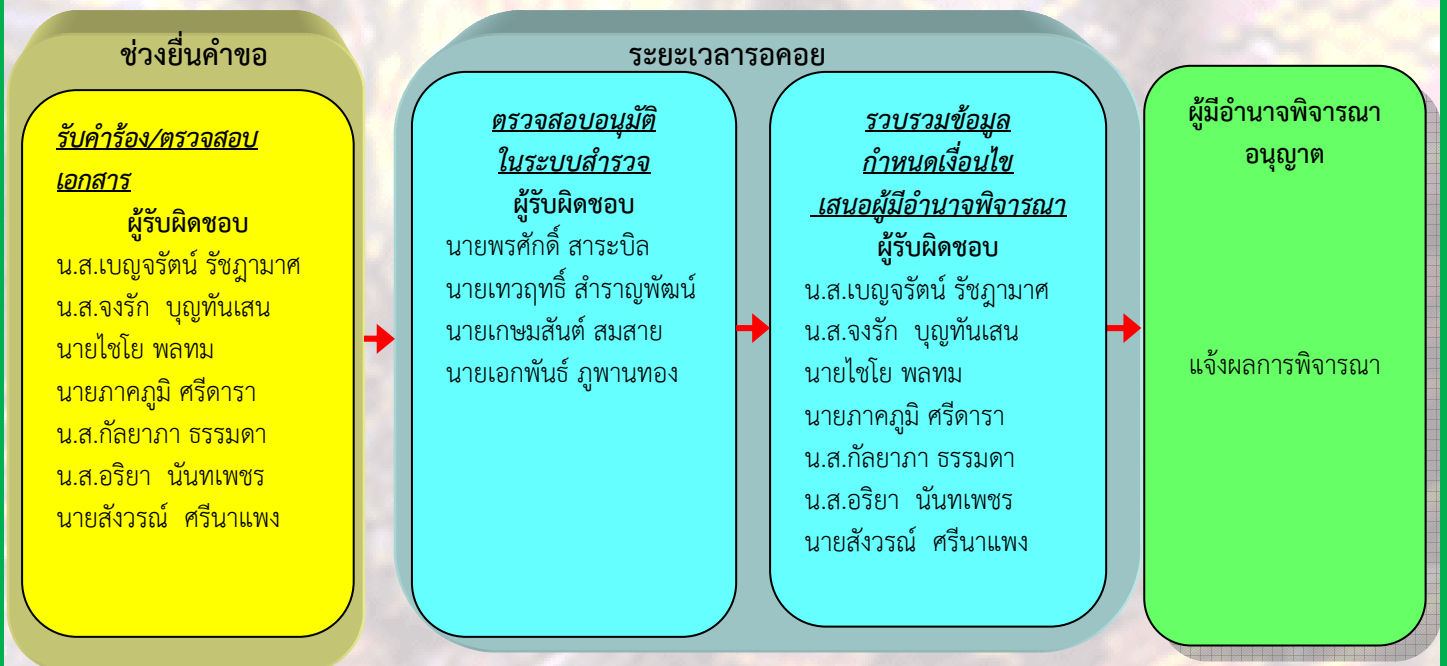 ช่วงยื่นคำขอ
รับคำร้อง/ตรวจสอบ
เอกสาร
ผู้รับผิดชอบ
น.ส.เบญจรัตน์ รัชฎามาศ
น.ส.จงรัก  บุญทันเสน
นายไชโย พลทม
นายภาคภูมิ ศรีดารา
น.ส.กัลยาภา ธรรมดา
น.ส.อริยา  นันทเพชร
นายสังวรณ์  ศรีนาแพง
ระยะเวลารอคอย
ตรวจสอบอนุมัติ
ในระบบสำรวจ
ผู้รับผิดชอบ
นายพรศักดิ์ สาระบิล
นายเทวฤทธิ์ สำราญพัฒน์
นายเกษมสันต์ สมสาย
นายเอกพันธ์ ภูพานทอง
รวบรวมข้อมูล
กำหนดเงื่อนไข
เสนอผู้มีอำนาจพิจารณา
ผู้รับผิดชอบ
น.ส.เบญจรัตน์ รัชฎามาศ
น.ส.จงรัก  บุญทันเสน
นายไชโย พลทม
นายภาคภูมิ ศรีดารา
น.ส.กัลยาภา ธรรมดา
น.ส.อริยา  นันทเพชร
นายสังวรณ์  ศรีนาแพง
ผู้มีอำนาจพิจารณา
อนุญาต
แจ้งผลการพิจารณา